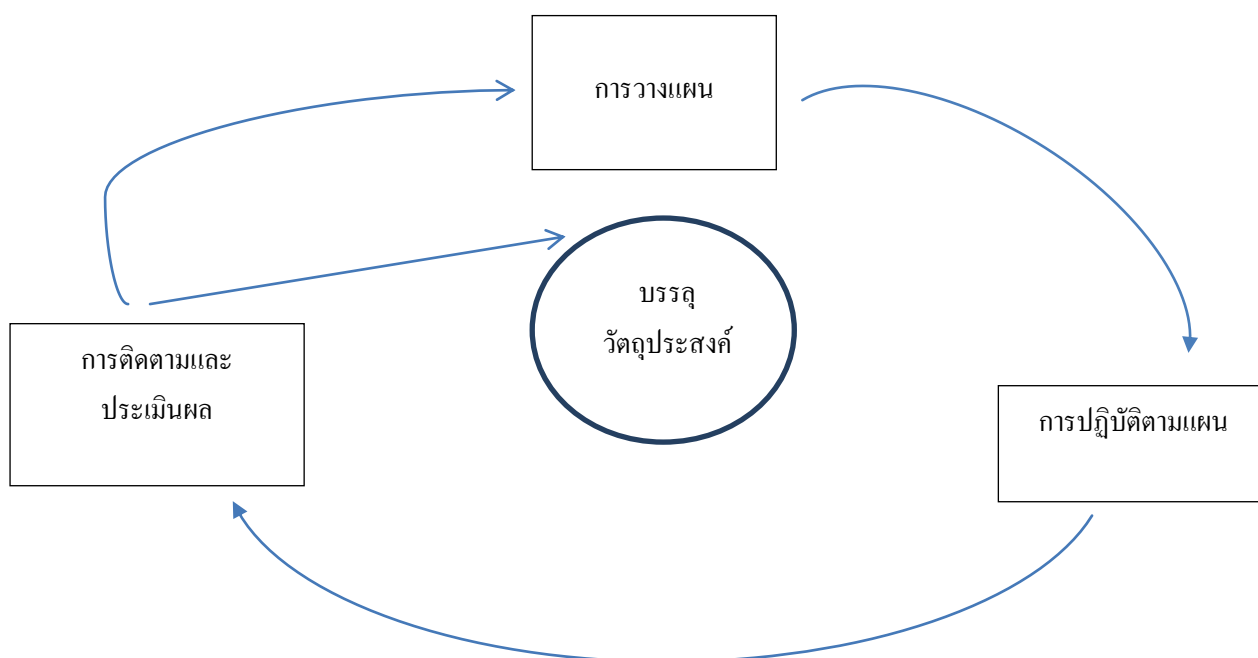 การวางแผน
บรรลุ
วัตถุประสงค์
การติดตามและ
ประเมินผล
การปฏิบัติตามแผน